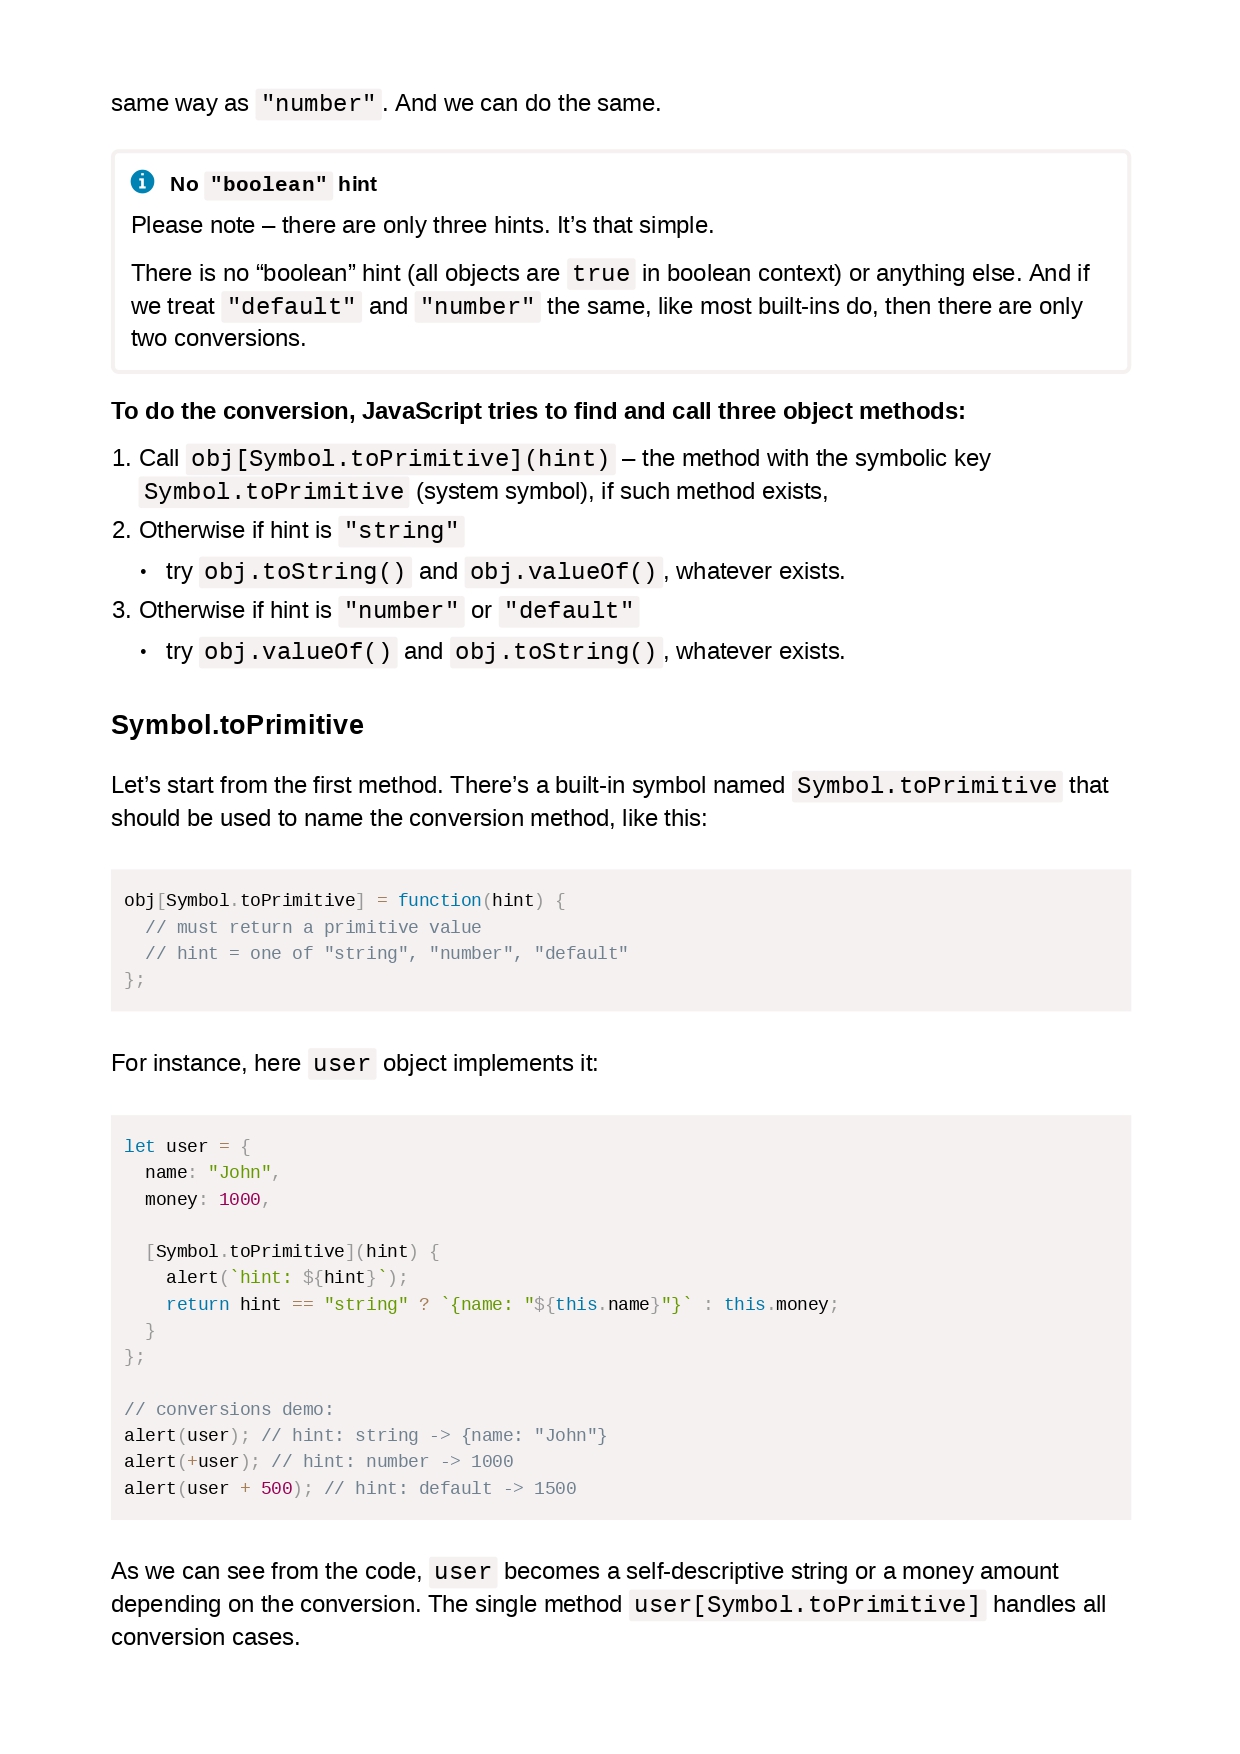 same way as "number". And we can do the same.
No "boolean" hint
Please note – there are only three hints. It’s that simple.
There is no “boolean” hint (all objects are true in boolean context) or anything else. And if
we treat "default" and "number" the same, like most built-ins do, then there are only
two conversions.
To do the conversion, JavaScript tries to find and call three object methods:
1. Call obj[Symbol.toPrimitive](hint) – the method with the symbolic key
Symbol.toPrimitive (system symbol), if such method exists,
2. Otherwise if hint is "string"
• try obj.toString() and obj.valueOf(), whatever exists.
3. Otherwise if hint is "number" or "default"
• try obj.valueOf() and obj.toString(), whatever exists.
Symbol.toPrimitive
Let’s start from the first method. There’s a built-in symbol named Symbol.toPrimitive that
should be used to name the conversion method, like this:
obj[Symbol.toPrimitive] = function(hint) {
  // must return a primitive value
  // hint = one of "string", "number", "default"
};
For instance, here user object implements it:
let user = {
  name: "John",
  money: 1000,
  [Symbol.toPrimitive](hint) {
    alert(`hint: ${hint}`);
    return hint == "string" ? `{name: "${this.name}"}` : this.money;
  }
};
// conversions demo:
alert(user); // hint: string -> {name: "John"}
alert(+user); // hint: number -> 1000
alert(user + 500); // hint: default -> 1500
As we can see from the code, user becomes a self-descriptive string or a money amount
depending on the conversion. The single method user[Symbol.toPrimitive] handles all
conversion cases.